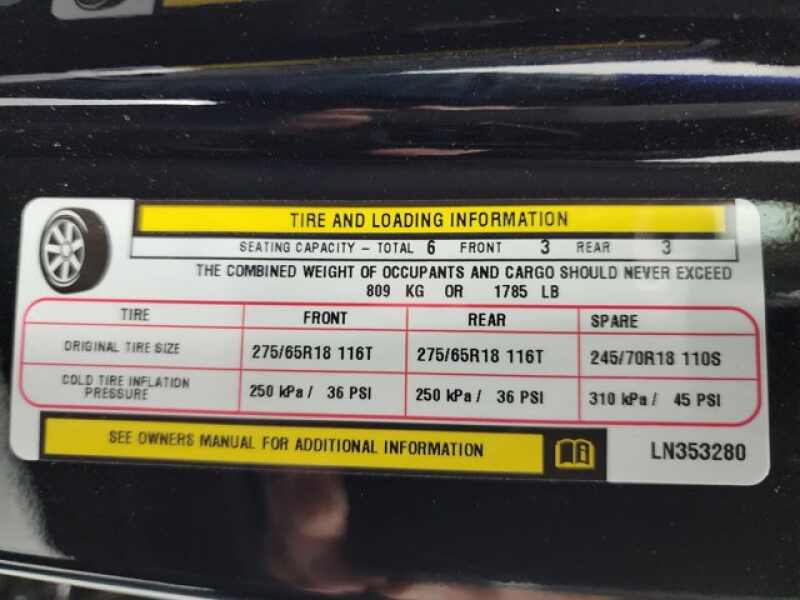 TIRE AND LOADING INFORMATION
SEATING CAPACITY – TOTAL 6 FRONT 3 REAR 3
THE COMBINED WEIGHT OF OCCUPANTS AND CARGO SHOULD NEVER EXCEED
809 KG OR 1785 LB
TIRE FRONT REAR SPARE
ORIGINAL TIRE SIZE 275/65R18 116T 275/65R18 116T 245/70R18 110S
COLD TIRE INFLATION
PRESSURE 250 kPa / 36 PSI 250 kPa / 36 PSI 310 kPa / 45 PSI
SEE OWNERS MANUAL FOR ADDITIONAL INFORMATION
LN353280